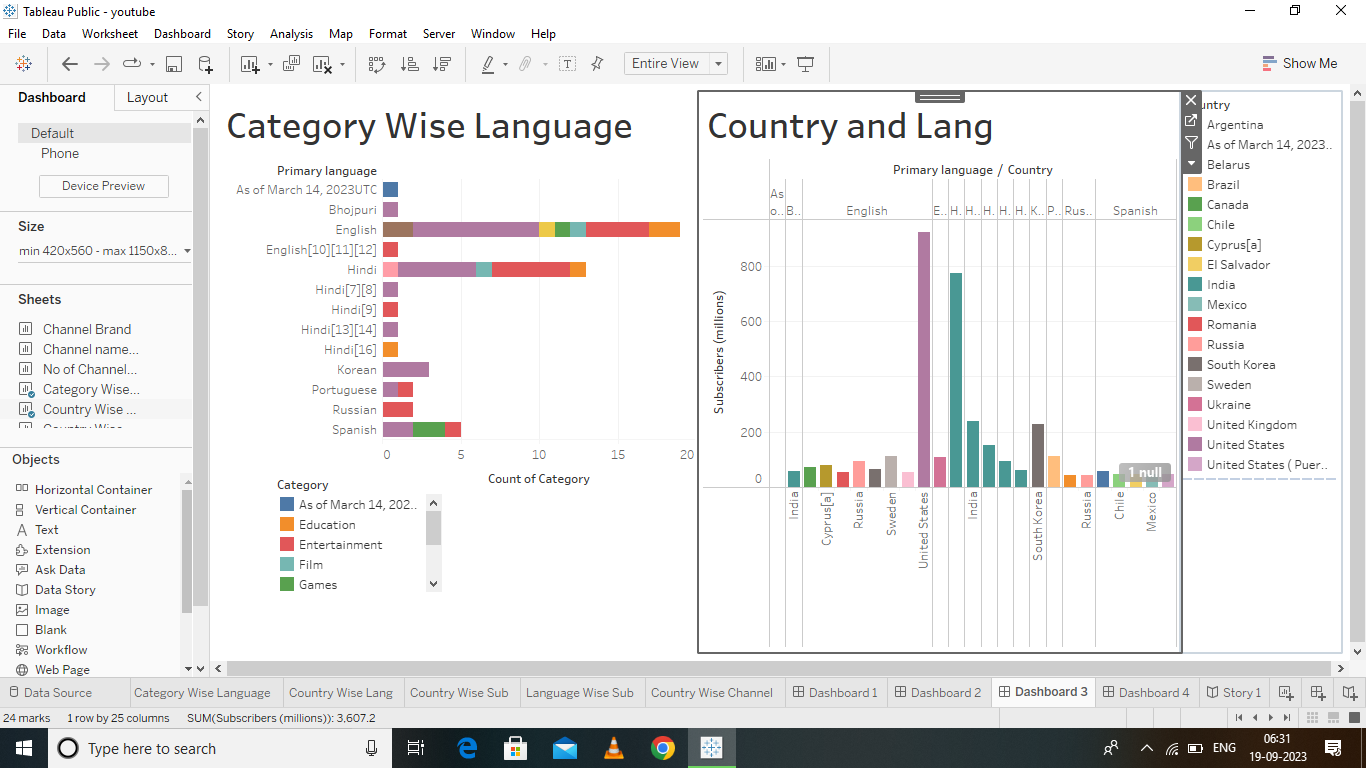 Tableau Public - youtube
File Data Worksheet Dashboard Story Analysis Map Format Server Window Help
Entire View
Show Me
Dashboard
Layout
Default
Phone
Device Preview
Size
min 420x560 - max 1150x8...
Sheets
Channel Brand
Channel name...
No of Channel...
Category Wise...
Country Wise ...
Objects
Horizontal Container
Vertical Container
Text
Extension
Ask Data
Data Story
Image
Blank
Workflow
Web Page
Category Wise Language
Primary language
As of March 14, 2023UTC
Bhojpuri
English
English[10][11][12]
Hindi
Hindi[7][8]
Hindi[9]
Hindi[13][14]
Hindi[16]
Korean
Portuguese
Russian
Spanish
0 5 10 15 20
Count of Category
Category
As of March 14, 202..
Education
Entertainment
Film
Games
Country and Lang
Primary language / Country
As
o.. B.. English E.. H. H.. H.. H.. H. K.. P.. Rus.. Spanish
Subscribers (millions)
800
600
400
200
0
1 null
India Cyprus[a] Russia Sweden United States India South Korea Russia Chile Mexico
untry
Argentina
As of March 14, 2023..
Belarus
Brazil
Canada
Chile
Cyprus[a]
El Salvador
India
Mexico
Romania
Russia
South Korea
Sweden
Ukraine
United Kingdom
United States
United States ( Puer..
Data Source Category Wise Language Country Wise Lang Country Wise Sub Language Wise Sub Country Wise Channel Dashboard 1 Dashboard 2 Dashboard 3 Dashboard 4 Story 1
24 marks 1 row by 25 columns SUM(Subscribers (millions)): 3,607.2
Type here to search
ENG
06:31
19-09-2023